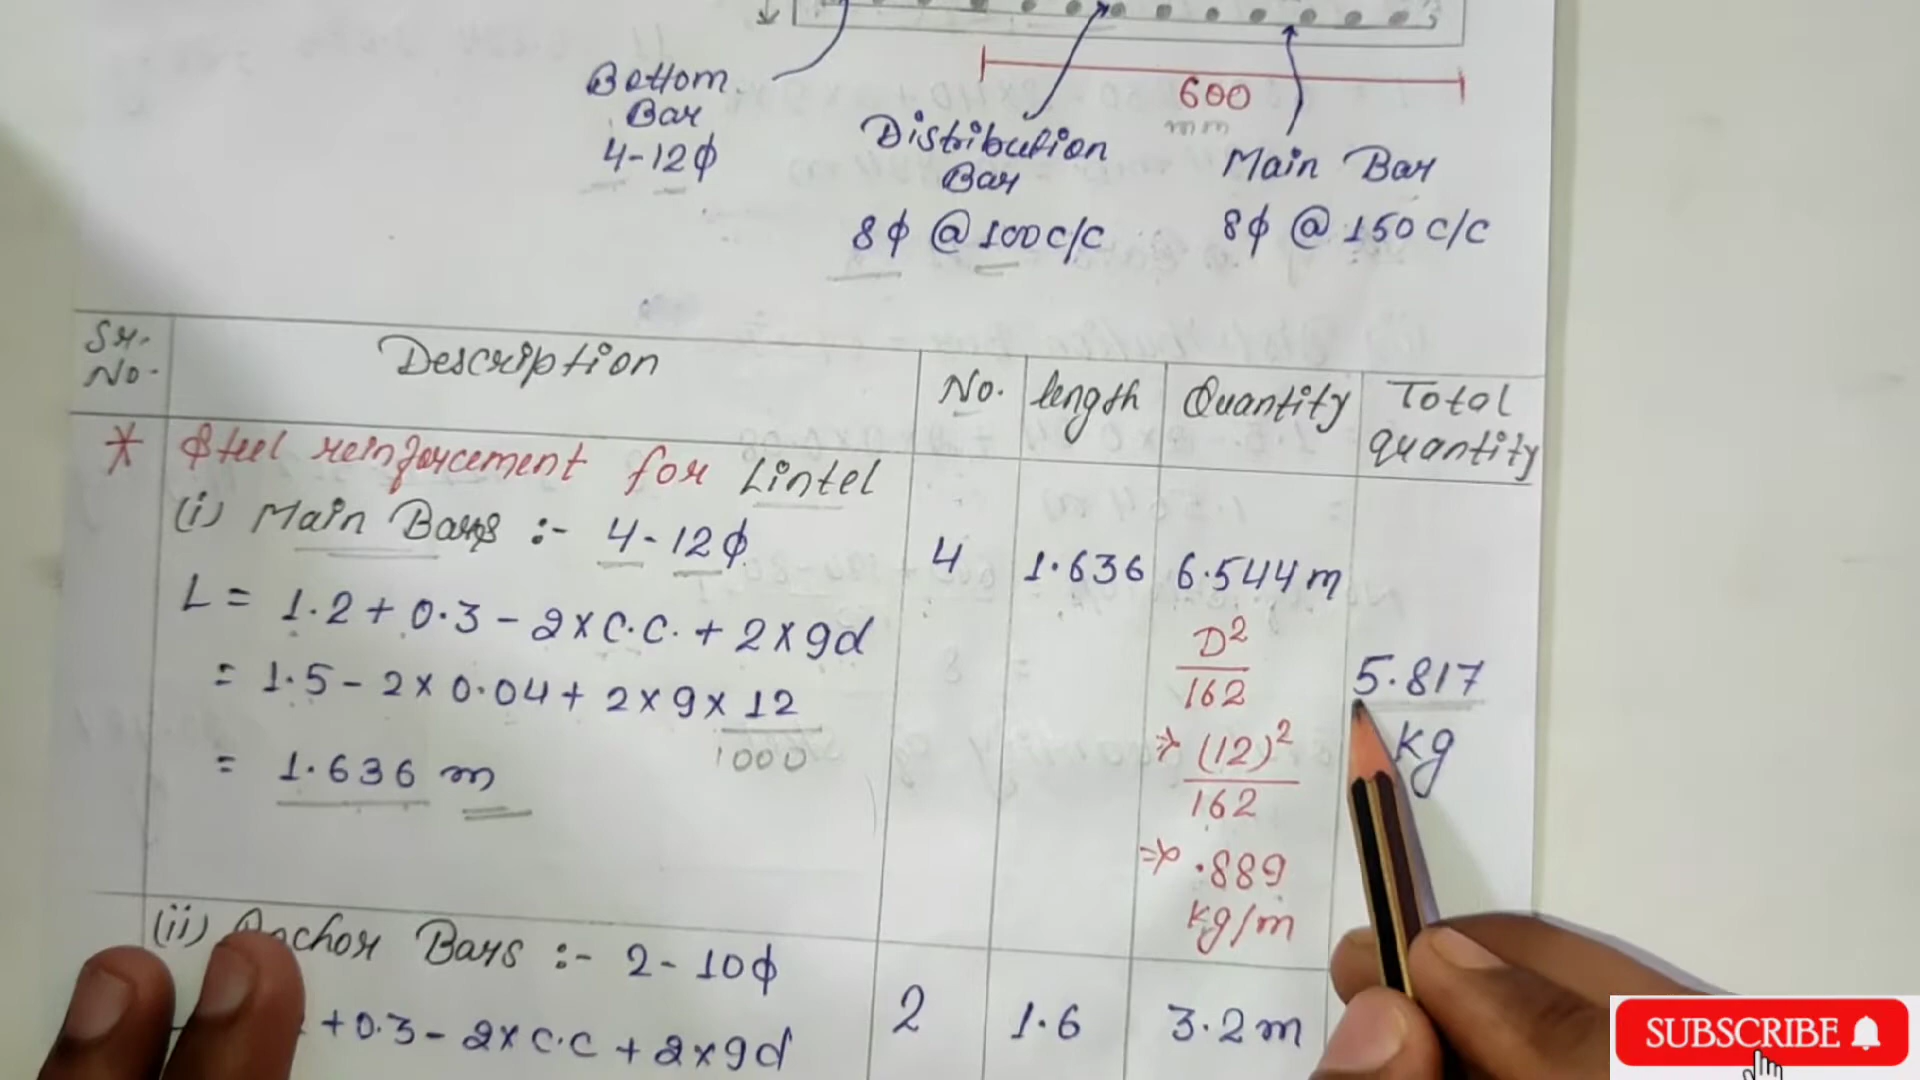 600
mm
Bottom
Bar
4-12ϕ
Distribution
Bar
8ϕ @ 100 c/c
Main Bar
8ϕ @ 150 c/c
Sr.
No.
Description
No.
length
Quantity
Total
quantity
* Steel reinforcement for Lintel
(i) Main Bars :- 4-12ϕ
4
1.636
6.544 m
L = 1.2 + 0.3 - 2 x c.c. + 2 x 9d
= 1.5 - 2 x 0.04 + 2 x 9 x 12/1000
= 1.636 m
D²/162
⇒ (12)²/162
⇒ .889
kg/m
5.817
kg
(ii) Anchor Bars :- 2-10ϕ
+ 0.3 - 2 x c.c + 2 x 9d
2
1.6
3.2 m
SUBSCRIBE